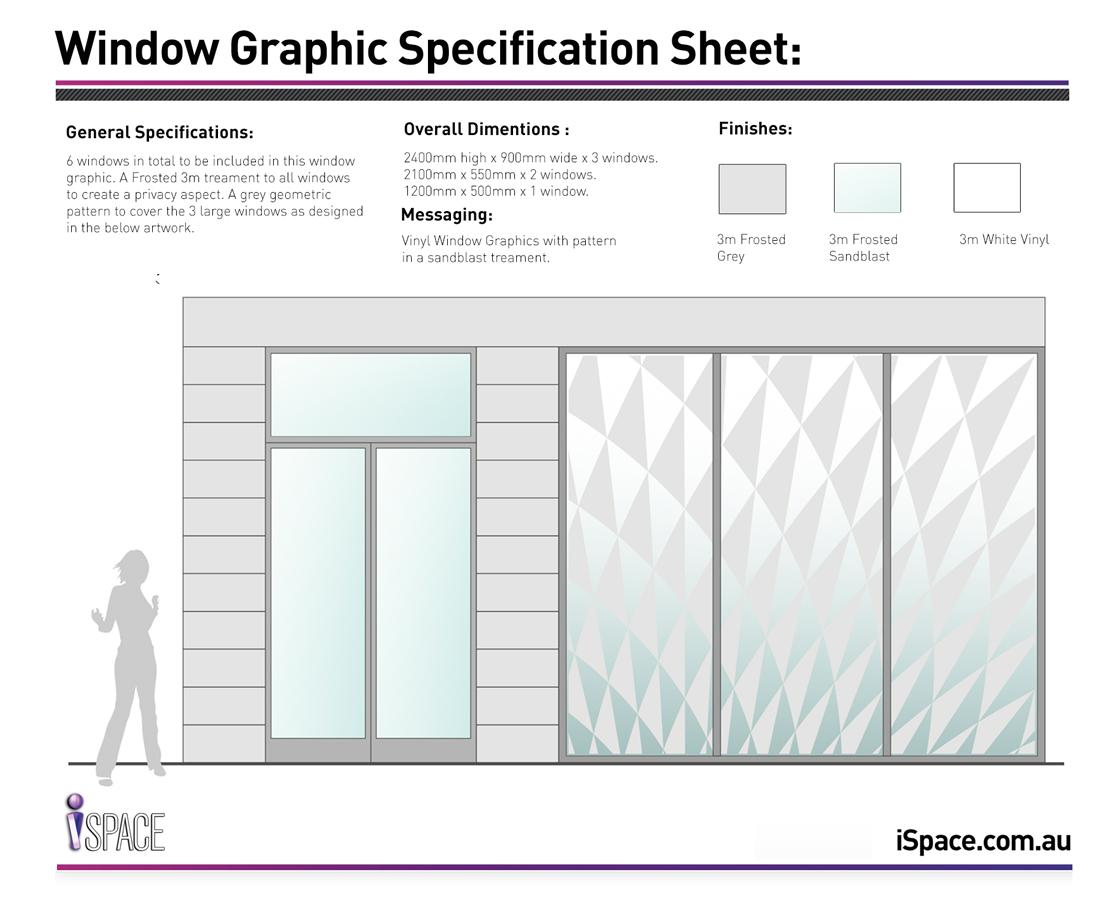 Window Graphic Specification Sheet:
General Specifications:
6 windows in total to be included in this window
graphic. A Frosted 3m treament to all windows
to create a privacy aspect. A grey geometric
pattern to cover the 3 large windows as designed
in the below artwork.
Overall Dimentions :
2400mm high x 900mm wide x 3 windows.
2100mm x 550mm x 2 windows.
1200mm x 500mm x 1 window.
Messaging:
Vinyl Window Graphics with pattern
in a sandblast treament.
Finishes:
3m Frosted
Grey
3m Frosted
Sandblast
3m White Vinyl
iSPACE
iSpace.com.au